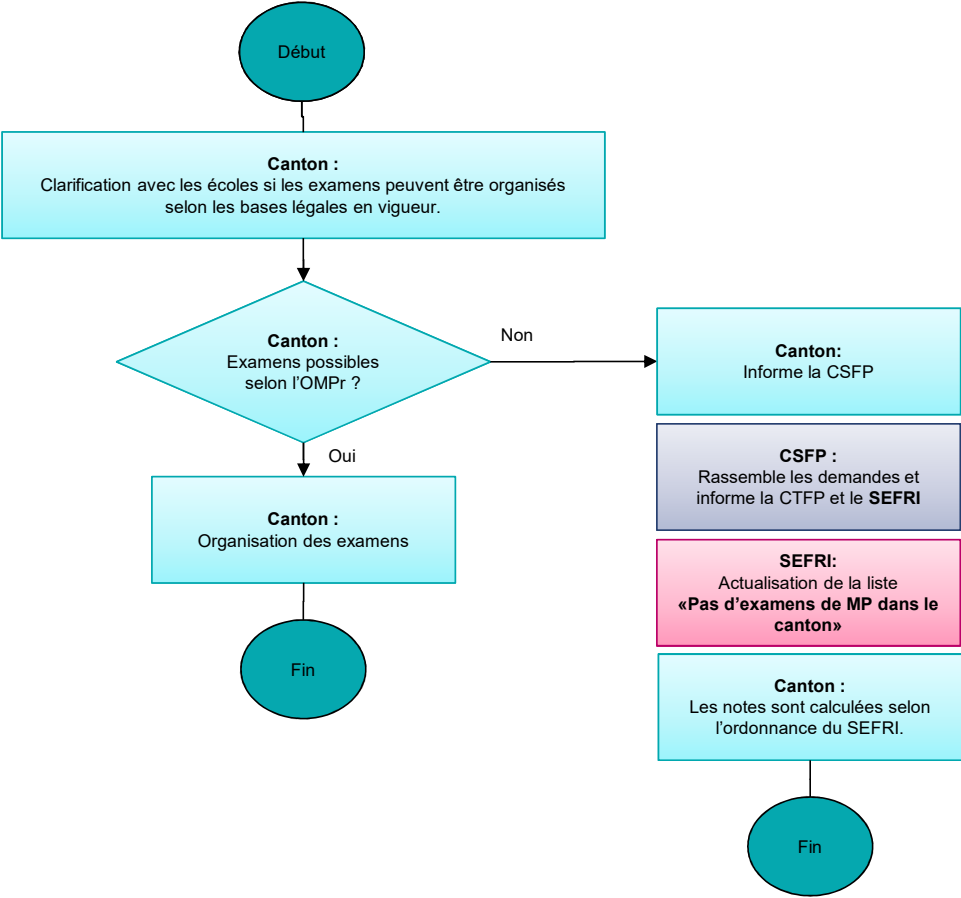 Début
Canton :
Clarification avec les écoles si les examens peuvent être organisés
selon les bases légales en vigueur.
Canton :
Examens possibles
selon l’OMPr ?
Non
Oui
Canton :
Organisation des examens
Fin
Canton:
Informe la CSFP
CSFP :
Rassemble les demandes et
informe la CTFP et le SEFRI
SEFRI:
Actualisation de la liste
«Pas d’examens de MP dans le
canton»
Canton :
Les notes sont calculées selon
l’ordonnance du SEFRI.
Fin